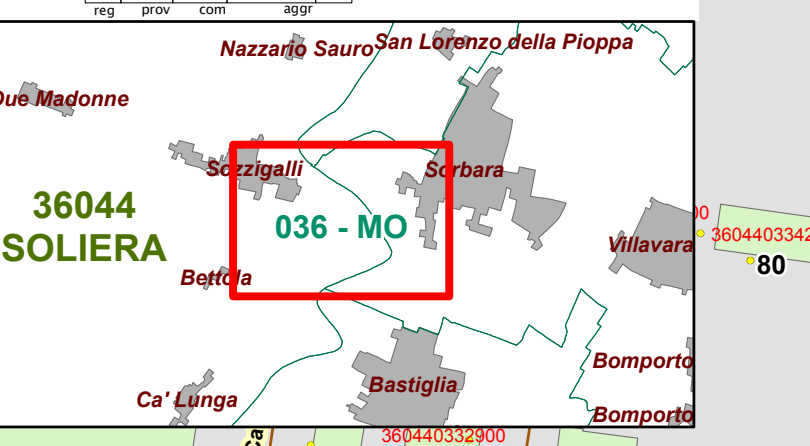 reg prov com aggr
Nazzario Sauro
San Lorenzo della Pioppa
Due Madonne
Sozzigalli
Sorbara
36044
SOLIERA
036 - MO
Villavara
3604403342
80
Bettola
Bomporto
Ca' Lunga
Bastiglia
Bomporto
360440332900